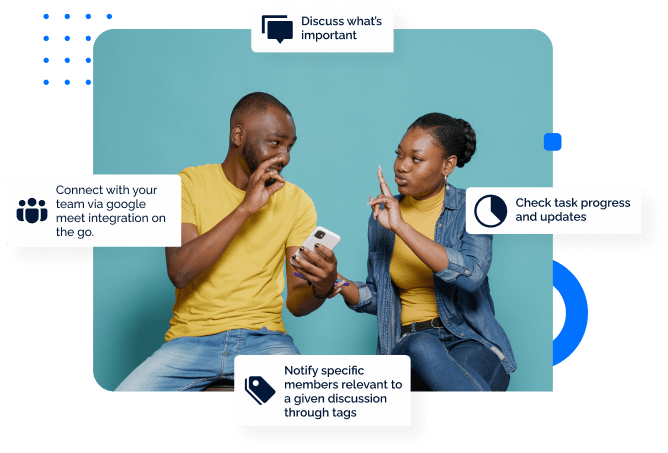 Discuss what's
important
Connect with your
team via google
meet integration on
the go.
Check task progress
and updates
Notify specific
members relevant to
a given discussion
through tags